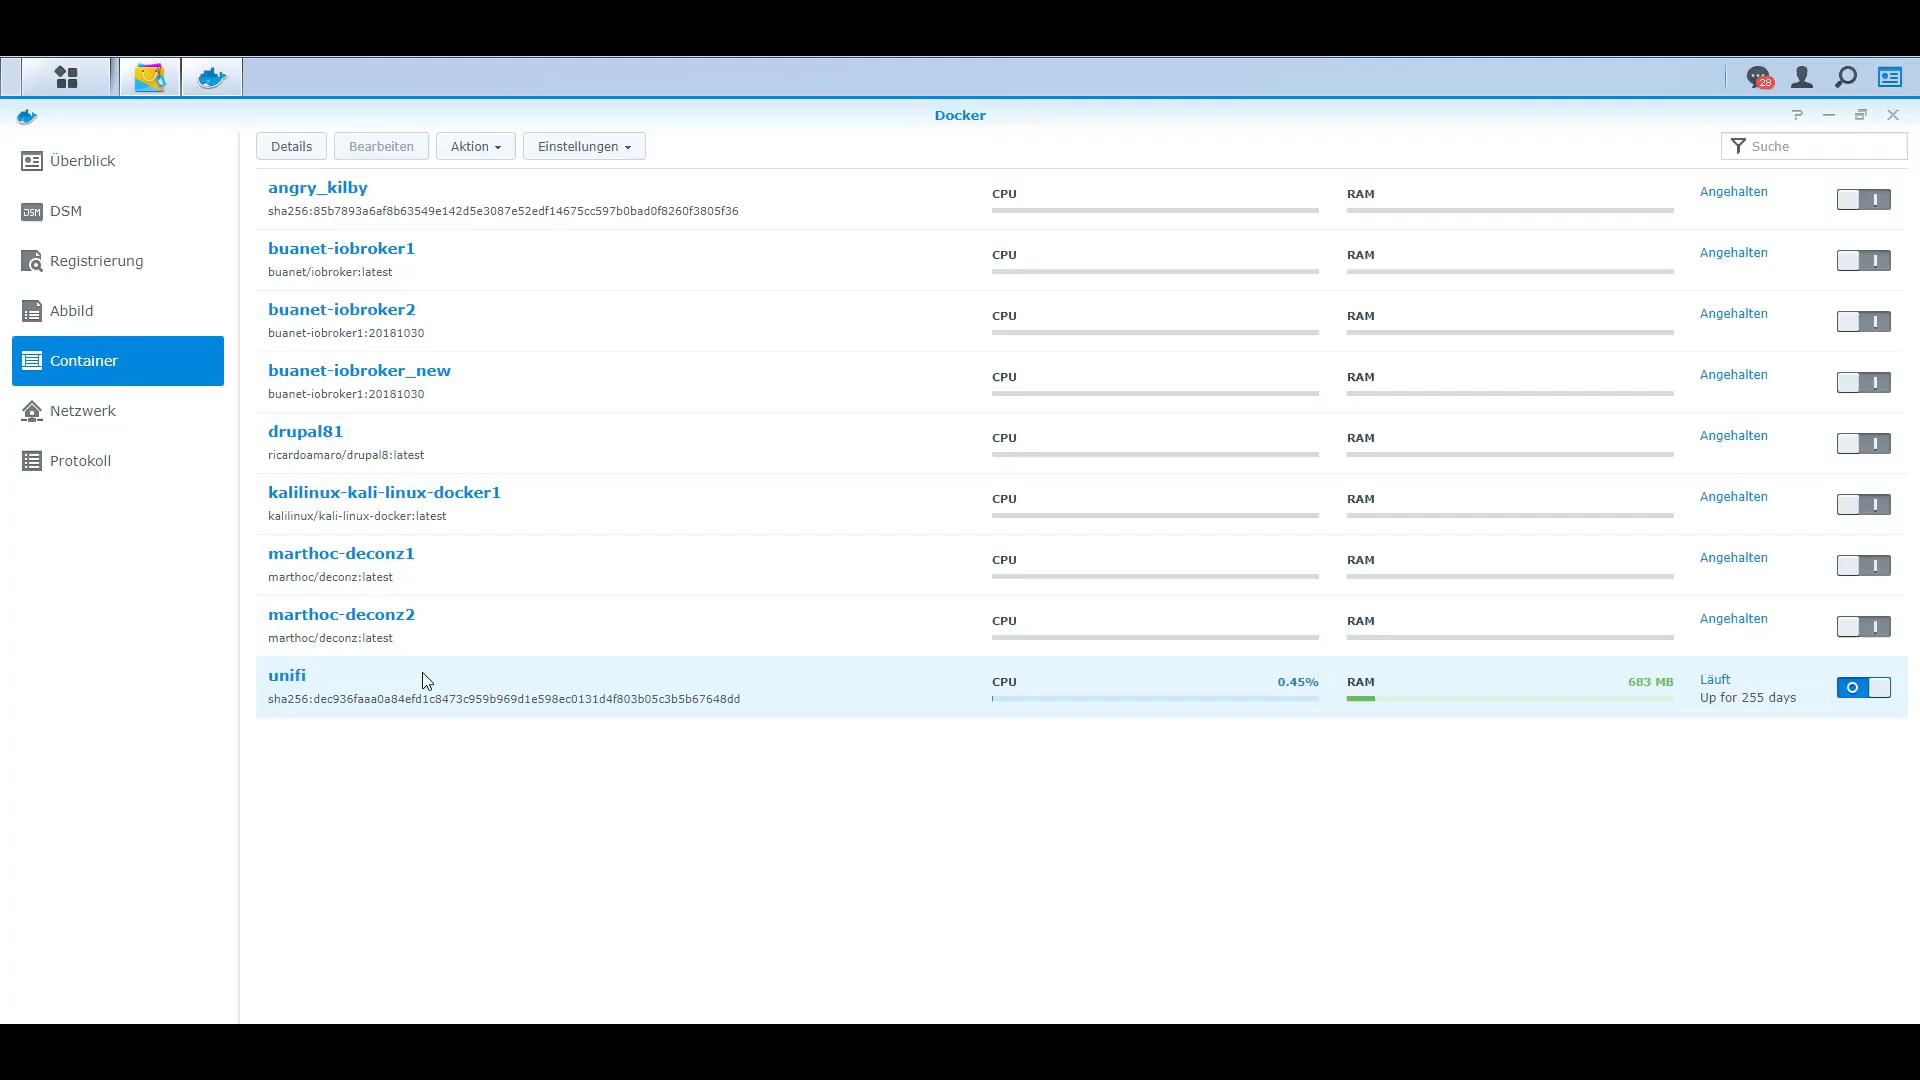 28
Docker
Details Bearbeiten Aktion Einstellungen Suche
Überblick
DSM
Registrierung
Abbild
Container
Netzwerk
Protokoll
angry_kilby CPU RAM Angehalten
sha256:85b7893a6af8b63549e142d5e3087e52edf14675cc597b0bad0f8260f3805f36
buanet-iobroker1 CPU RAM Angehalten
buanet/iobroker:latest
buanet-iobroker2 CPU RAM Angehalten
buanet-iobroker1:20181030
buanet-iobroker_new CPU RAM Angehalten
buanet-iobroker1:20181030
drupal81 CPU RAM Angehalten
ricardoamaro/drupal8:latest
kalilinux-kali-linux-docker1 CPU RAM Angehalten
kalilinux/kali-linux-docker:latest
marthoc-deconz1 CPU RAM Angehalten
marthoc/deconz:latest
marthoc-deconz2 CPU RAM Angehalten
marthoc/deconz:latest
unifi CPU 0.45% RAM 683 MB Läuft
sha256:dec936faaa0a84efd1c8473c959b969d1e598ec0131d4f803b05c3b5b67648dd Up for 255 days